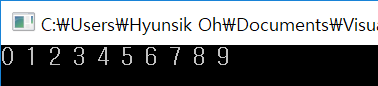 C:₩Users₩Hyunsik Oh₩Documents₩Visua
0 1 2 3 4 5 6 7 8 9